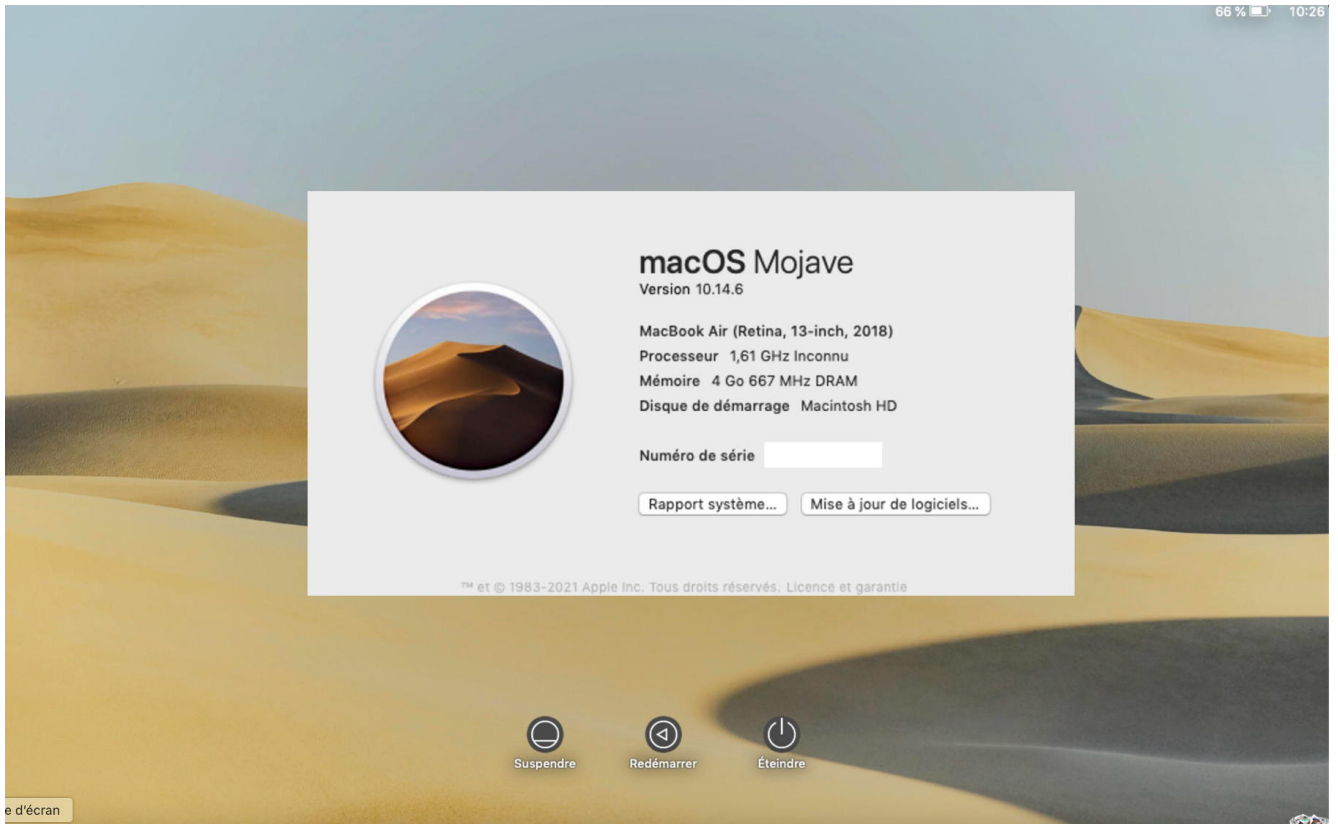 66 % 10:26
macOS Mojave
Version 10.14.6
MacBook Air (Retina, 13-inch, 2018)
Processeur 1,61 GHz Inconnu
Mémoire 4 Go 667 MHz DRAM
Disque de démarrage Macintosh HD
Numéro de série
Rapport système... Mise à jour de logiciels...
™ et © 1983-2021 Apple Inc. Tous droits réservés. Licence et garantie
Suspendre Redémarrer Éteindre
e d'écran